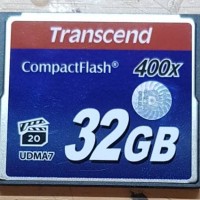 Transcend
CompactFlash®
400x
20
UDMA7
32GB